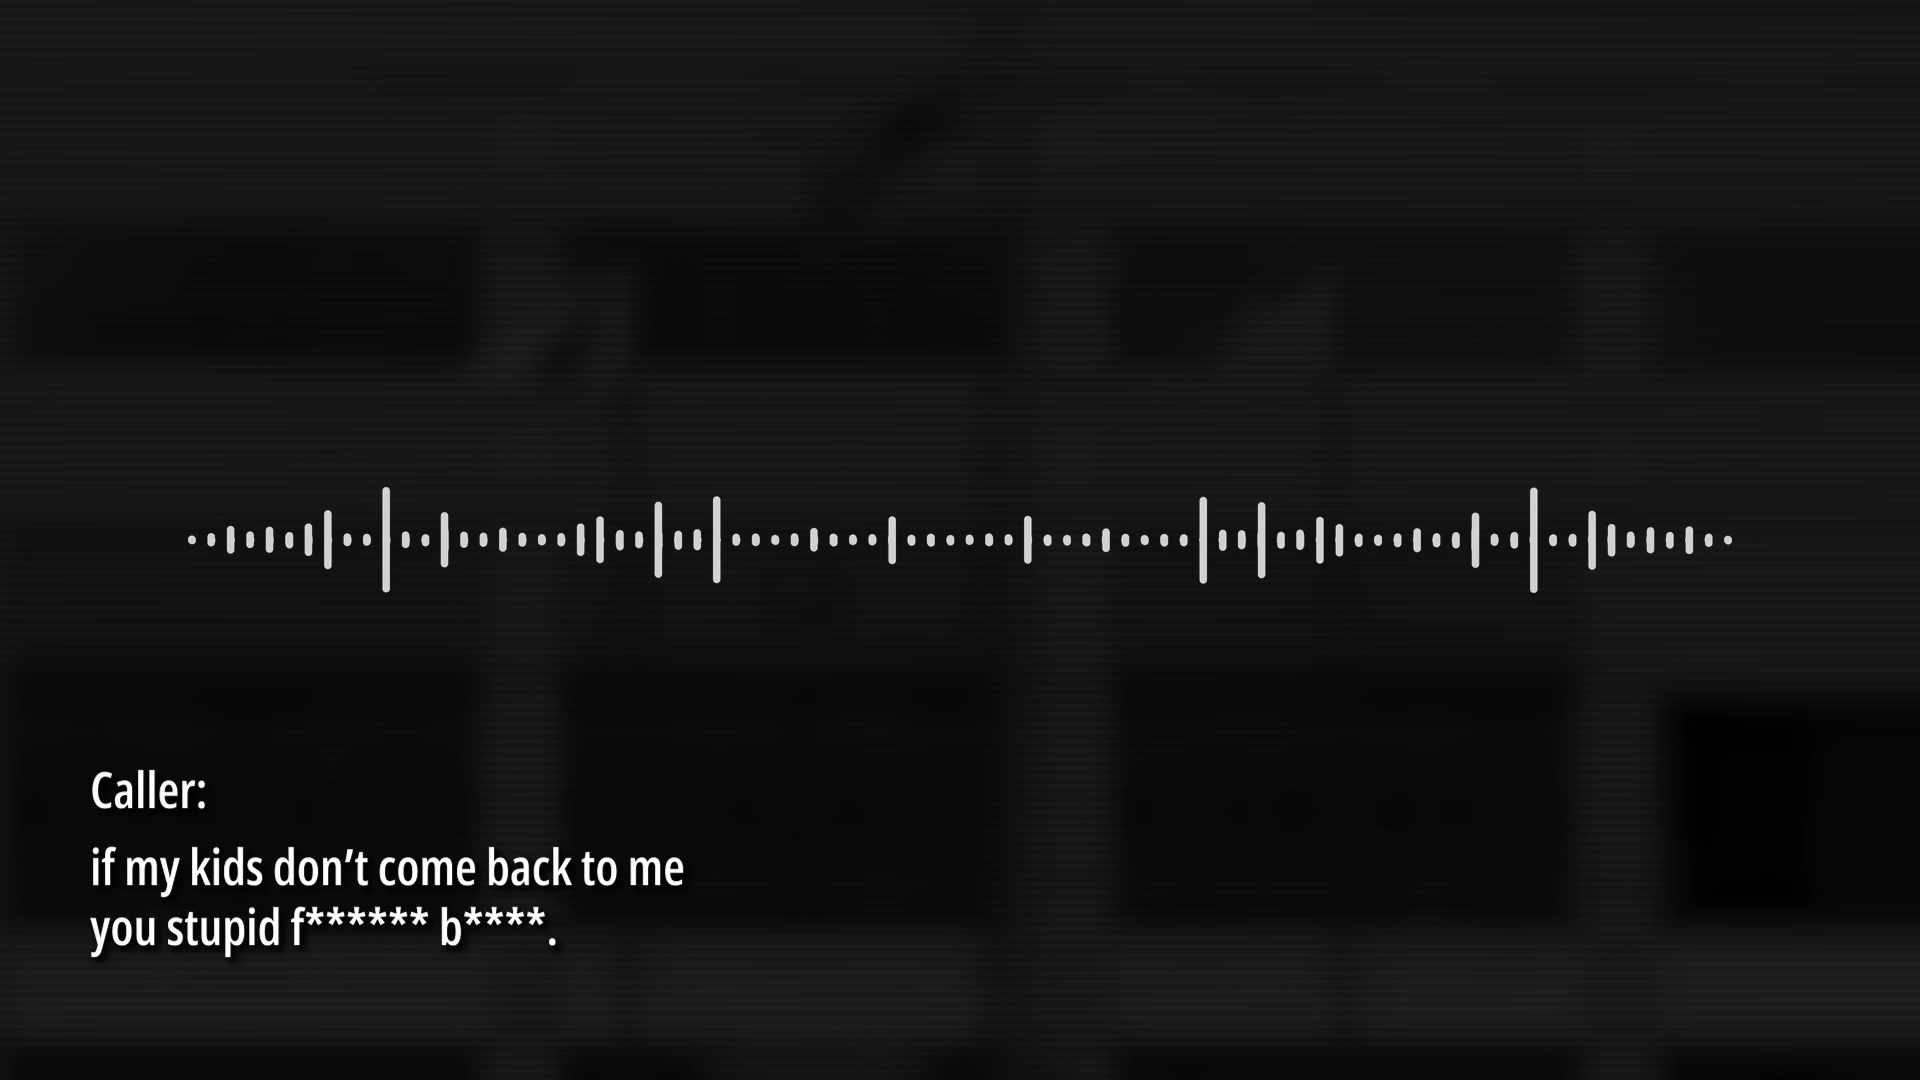 Caller:
if my kids don’t come back to me
you stupid f****** b****.